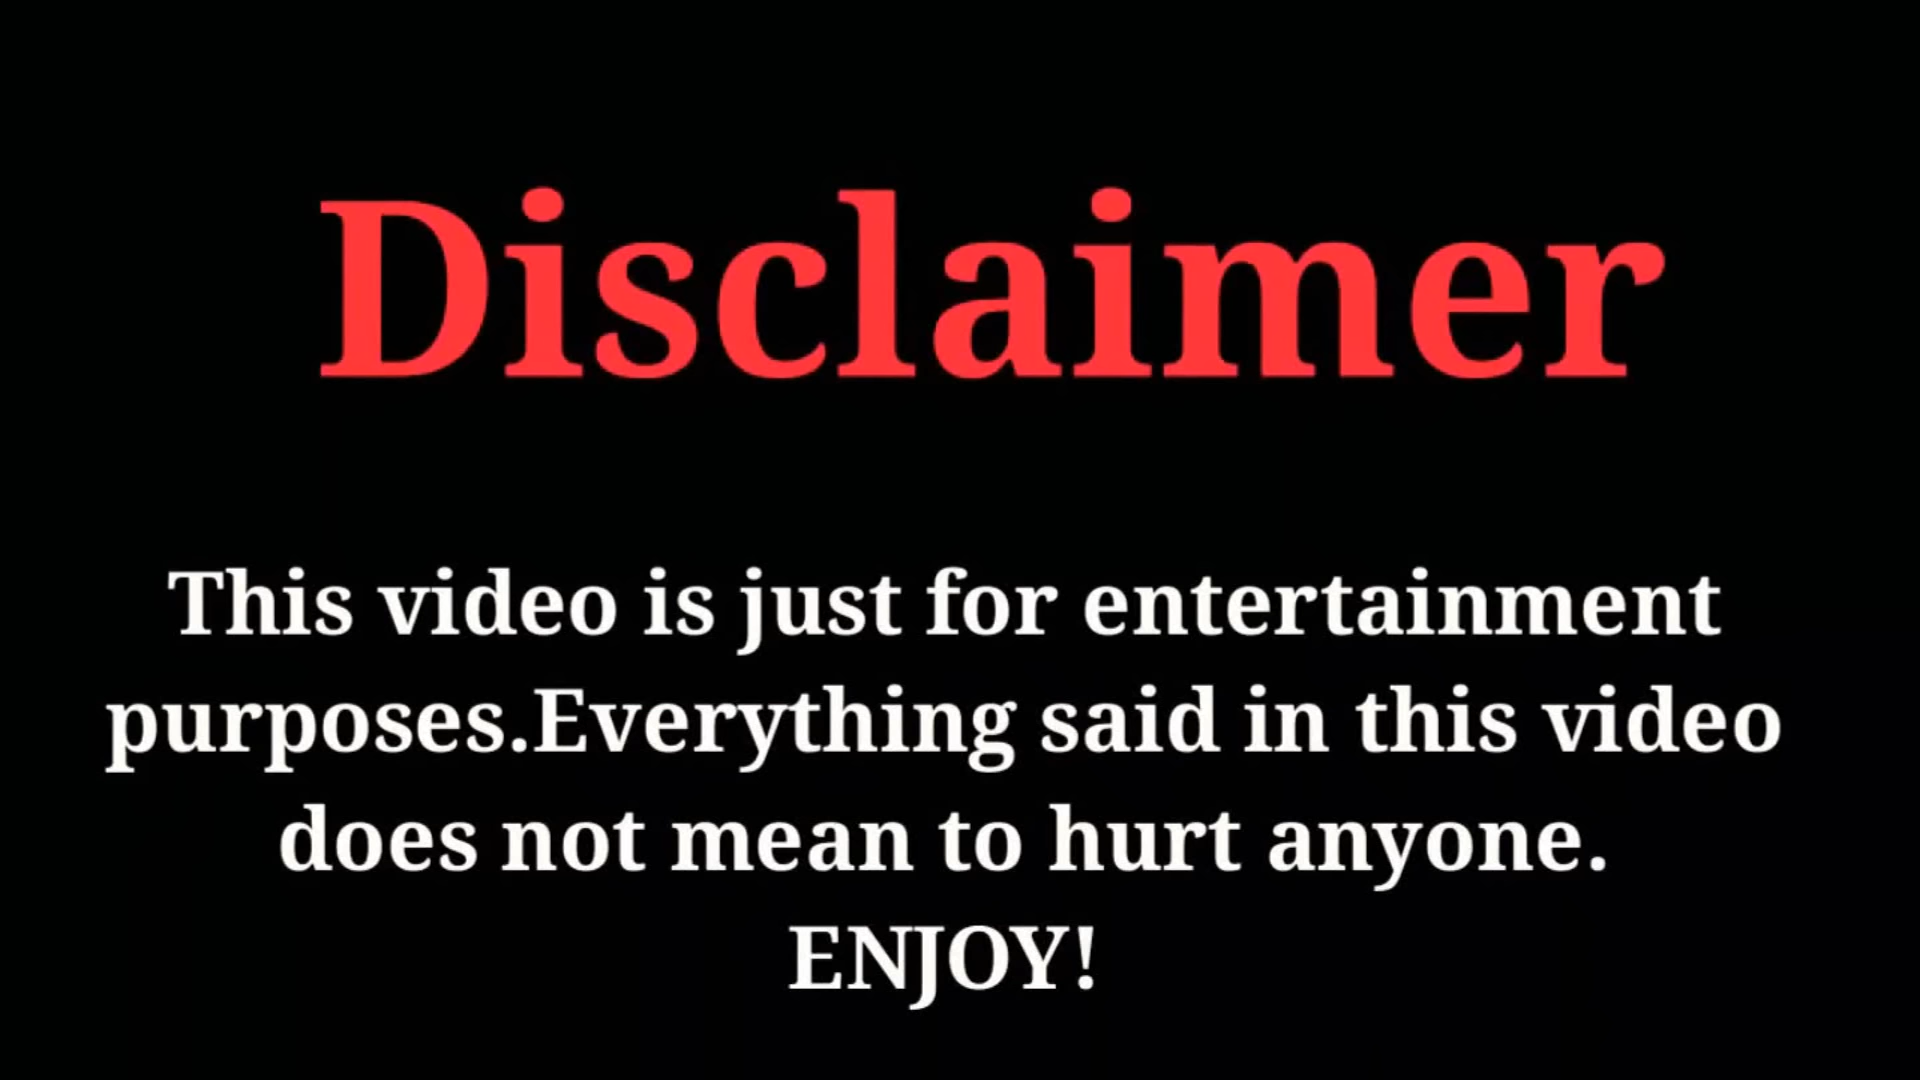 Disclaimer
This video is just for entertainment
purposes.Everything said in this video
does not mean to hurt anyone.
ENJOY!